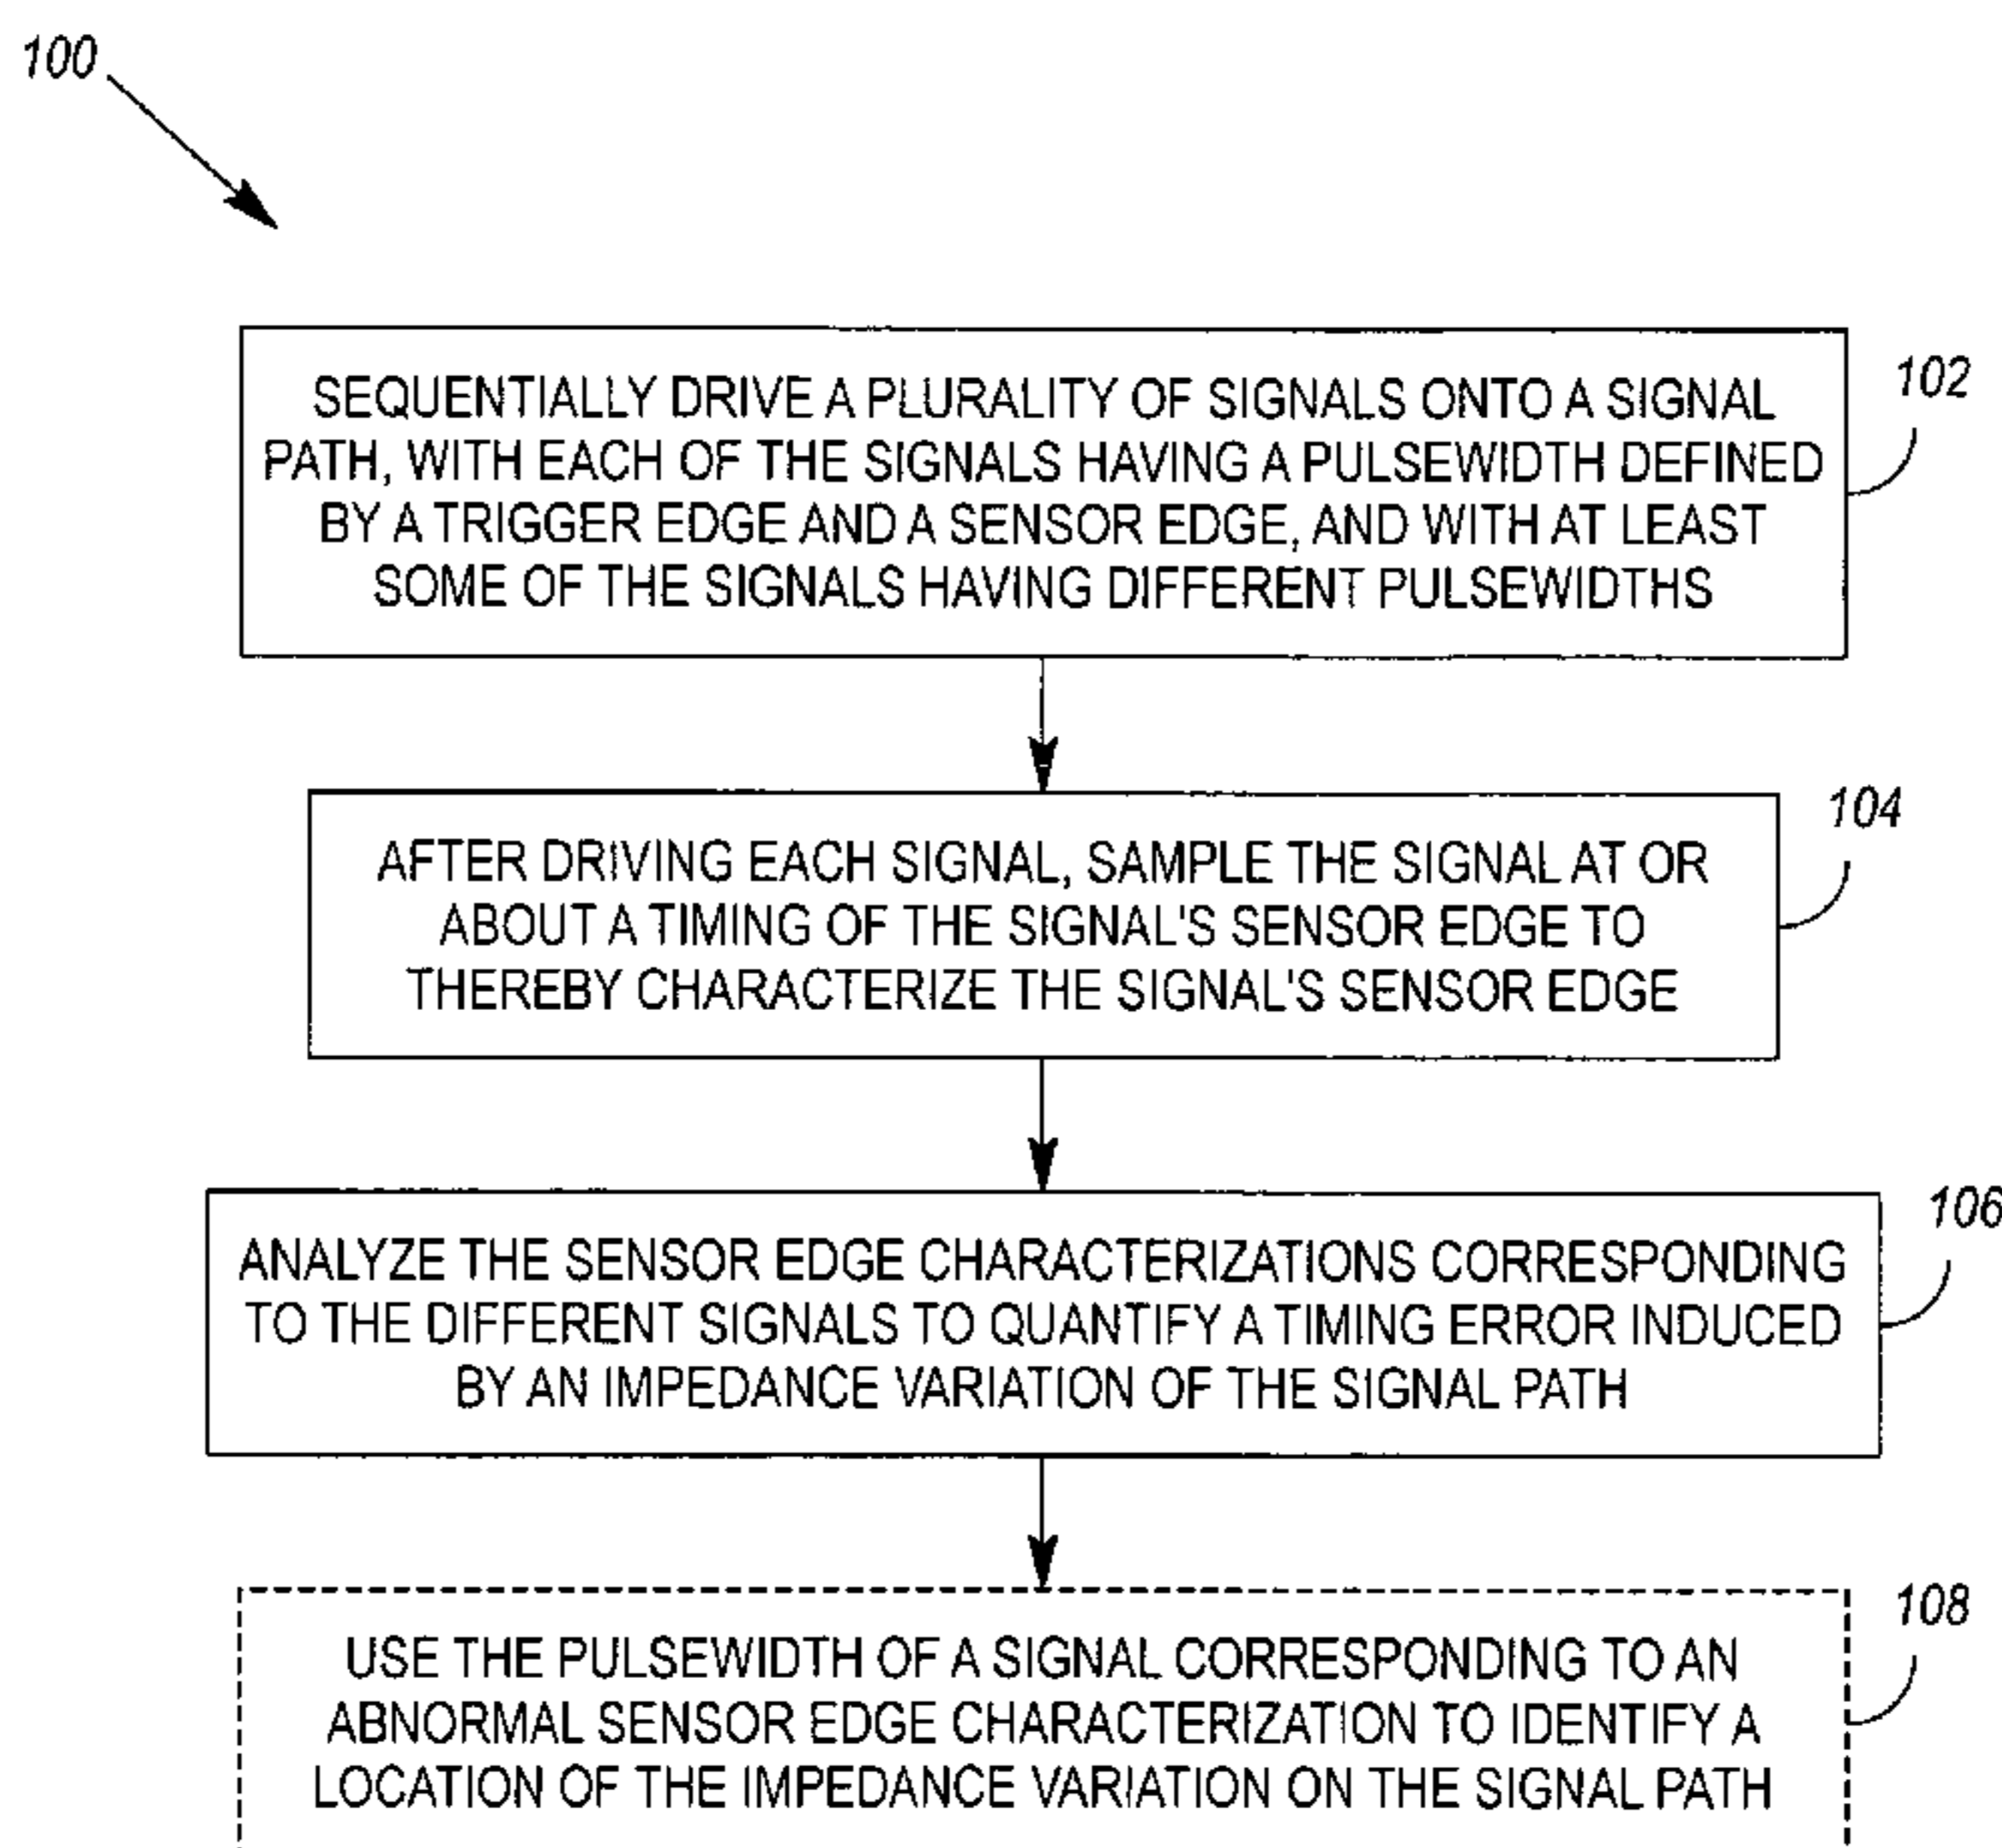 100
SEQUENTIALLY DRIVE A PLURALITY OF SIGNALS ONTO A SIGNAL
PATH, WITH EACH OF THE SIGNALS HAVING A PULSEWIDTH DEFINED
BY A TRIGGER EDGE AND A SENSOR EDGE, AND WITH AT LEAST
SOME OF THE SIGNALS HAVING DIFFERENT PULSEWIDTHS
102
AFTER DRIVING EACH SIGNAL, SAMPLE THE SIGNAL AT OR
ABOUT A TIMING OF THE SIGNAL'S SENSOR EDGE TO
THEREBY CHARACTERIZE THE SIGNAL'S SENSOR EDGE
104
ANALYZE THE SENSOR EDGE CHARACTERIZATIONS CORRESPONDING
TO THE DIFFERENT SIGNALS TO QUANTIFY A TIMING ERROR INDUCED
BY AN IMPEDANCE VARIATION OF THE SIGNAL PATH
106
USE THE PULSEWIDTH OF A SIGNAL CORRESPONDING TO AN
ABNORMAL SENSOR EDGE CHARACTERIZATION TO IDENTIFY A
LOCATION OF THE IMPEDANCE VARIATION ON THE SIGNAL PATH
108